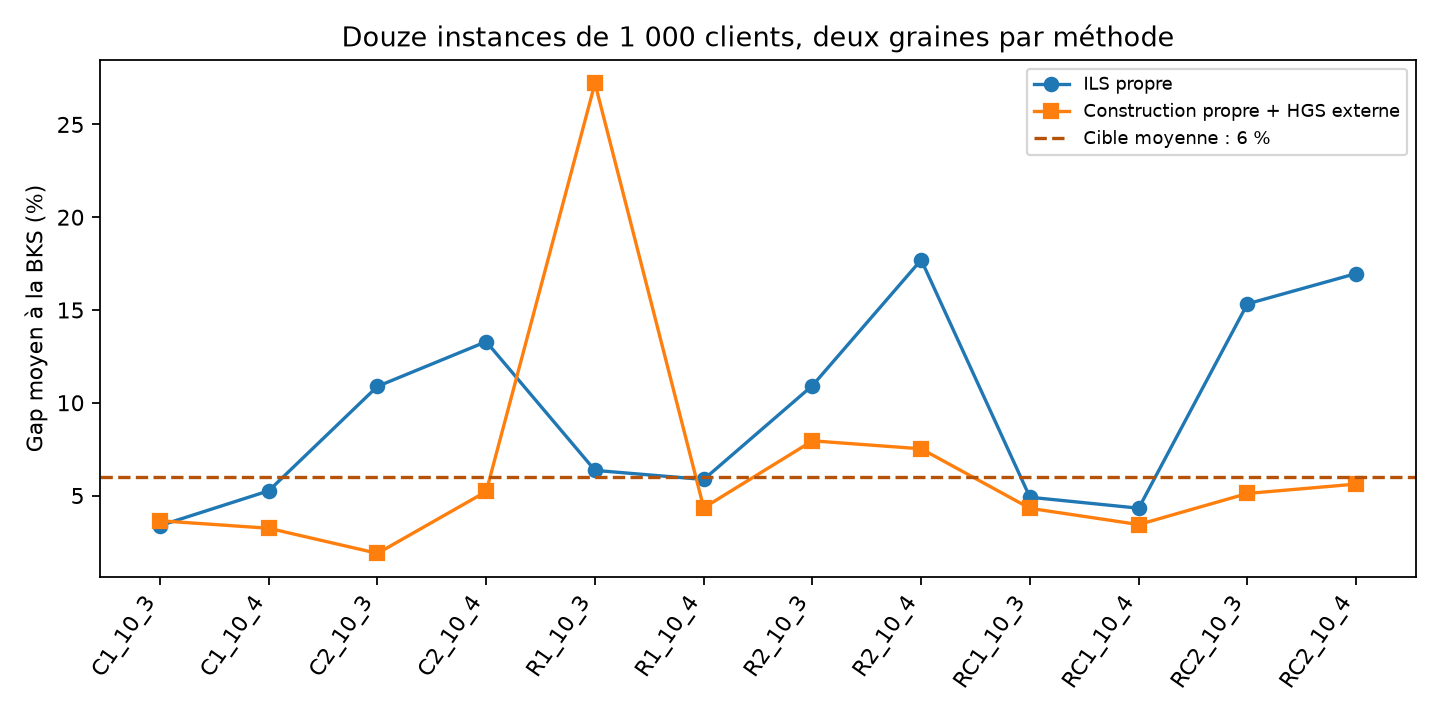 Douze instances de 1 000 clients, deux graines par méthode
ILS propre
Construction propre + HGS externe
Cible moyenne : 6 %
Gap moyen à la BKS (%)
25
20
15
10
5
C1_10_3
C1_10_4
C2_10_3
C2_10_4
R1_10_3
R1_10_4
R2_10_3
R2_10_4
RC1_10_3
RC1_10_4
RC2_10_3
RC2_10_4